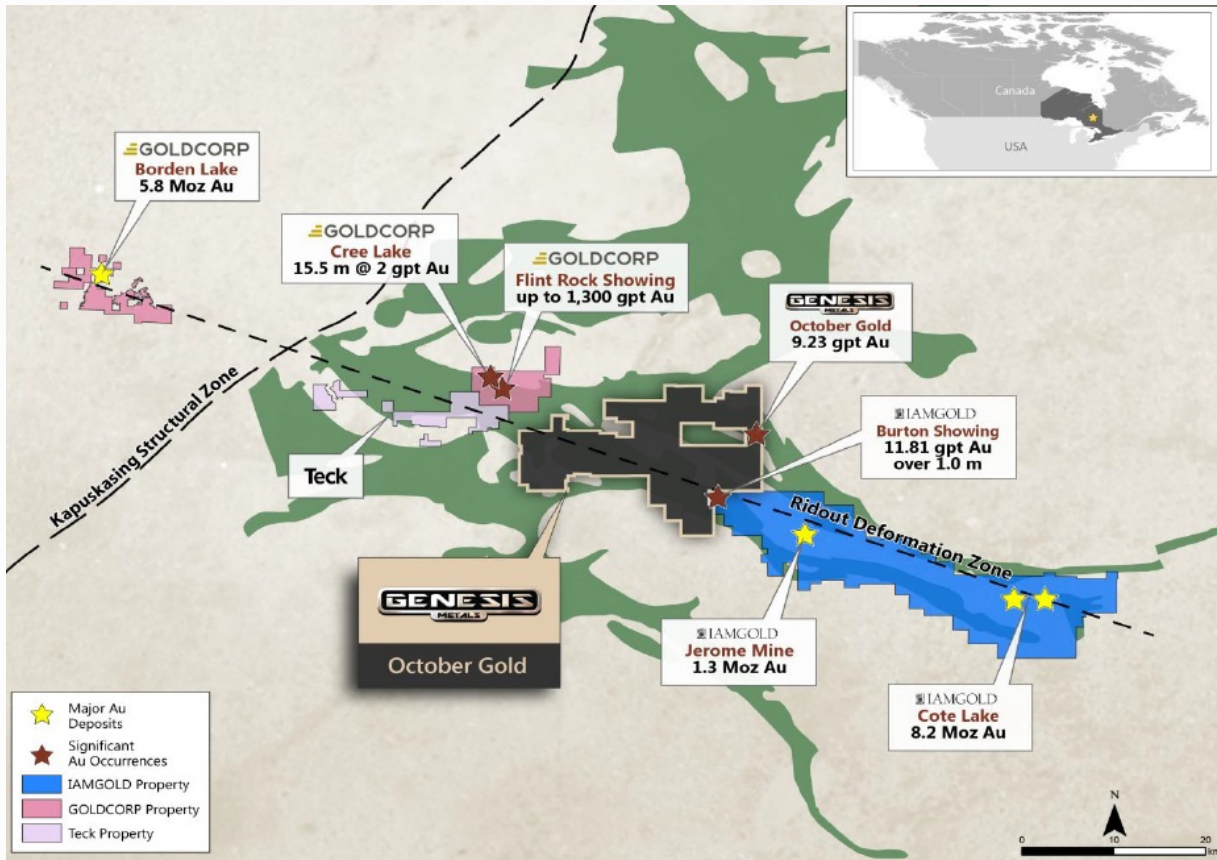 Canada
USA
GOLDCORP
Borden Lake
5.8 Moz Au
GOLDCORP
Cree Lake
15.5 m @ 2 gpt Au
GOLDCORP
Flint Rock Showing
up to 1,300 gpt Au
GENESIS
METALS
October Gold
9.23 gpt Au
IAMGOLD
Burton Showing
11.81 gpt Au
over 1.0 m
Kapuskasing Structural Zone
Teck
Ridout Deformation Zone
GENESIS
METALS
October Gold
IAMGOLD
Jerome Mine
1.3 Moz Au
IAMGOLD
Cote Lake
8.2 Moz Au
Major Au
Deposits
Significant
Au Occurrences
IAMGOLD Property
GOLDCORP Property
Teck Property
N
0 10 20
km